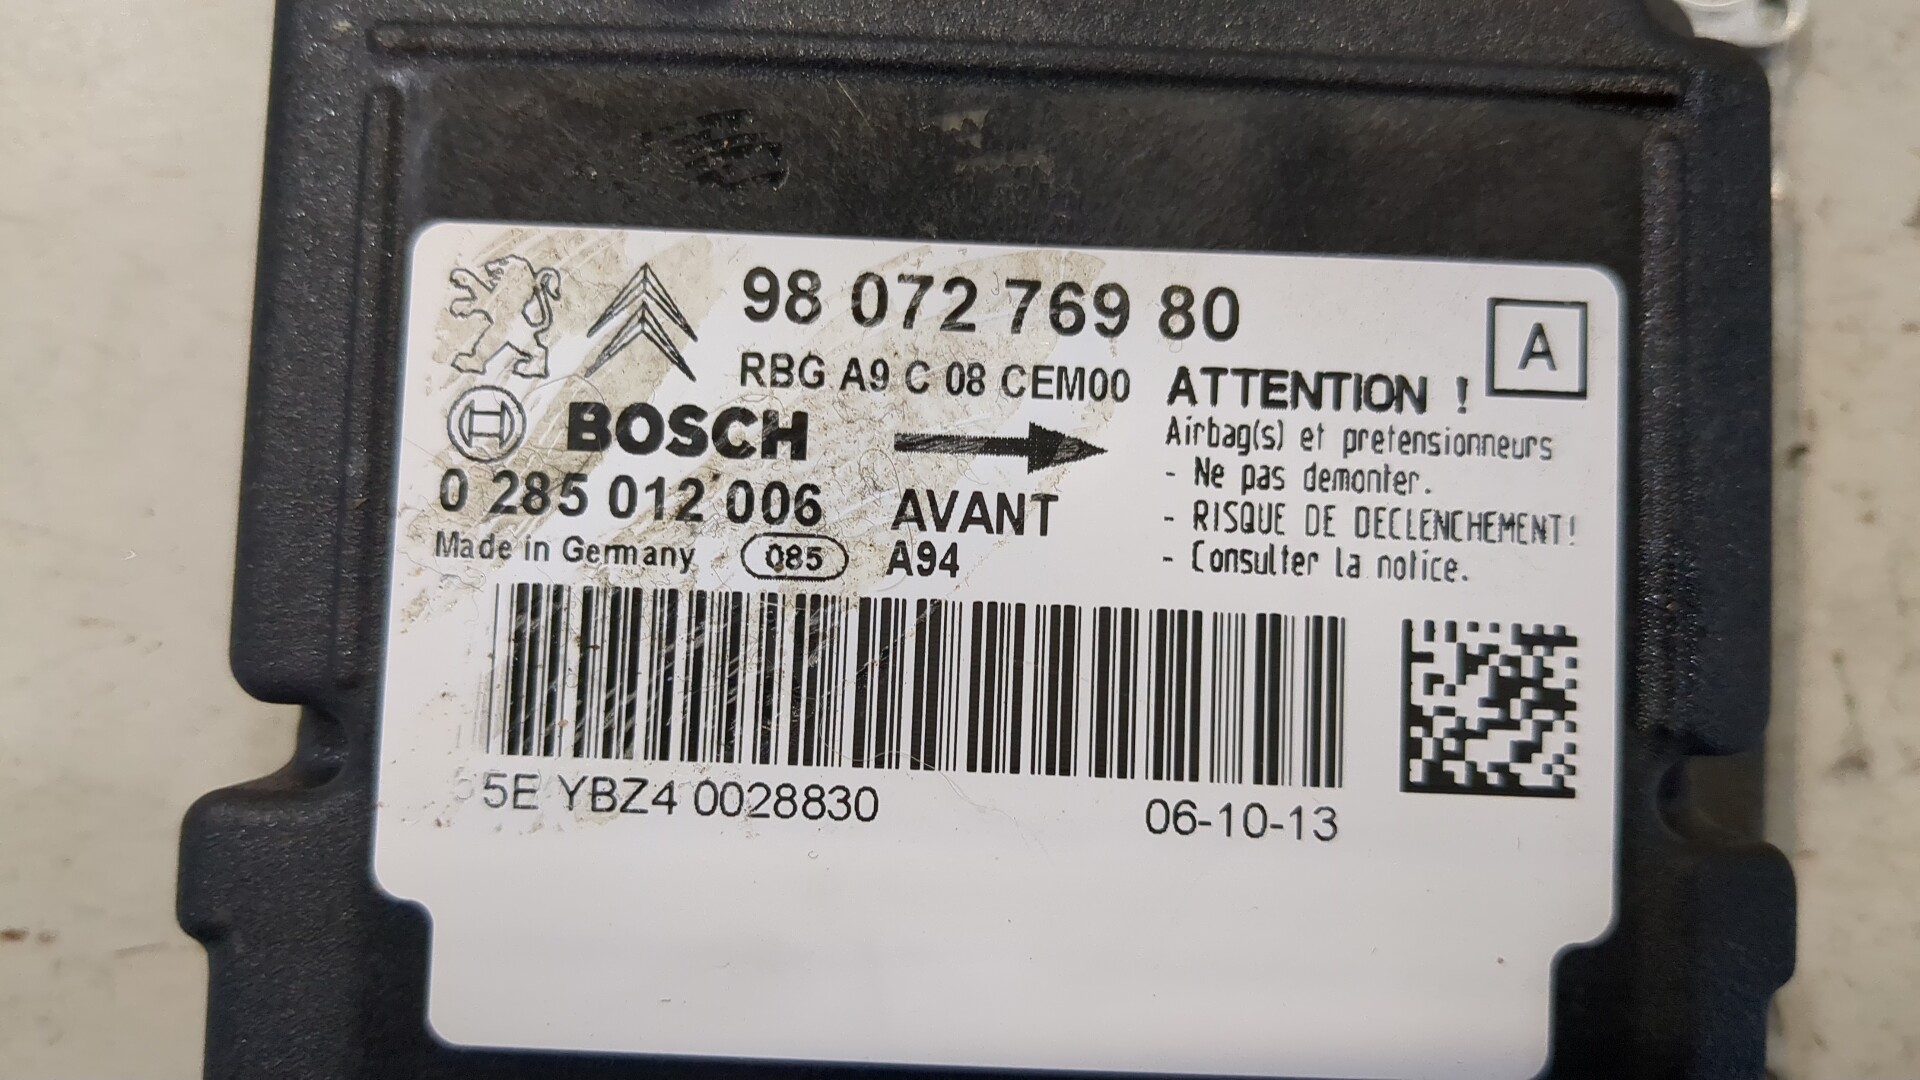 98 072 769 80
A
RBG A9 C 08 CEM00
ATTENTION !
BOSCH
Airbag(s) et pretensionneurs
- Ne pas demonter.
0 285 012 006
AVANT
- RISQUE DE DECLENCHEMENT!
Made in Germany
085
A94
- Consulter la notice.
5E YBZ4 0028830
06-10-13